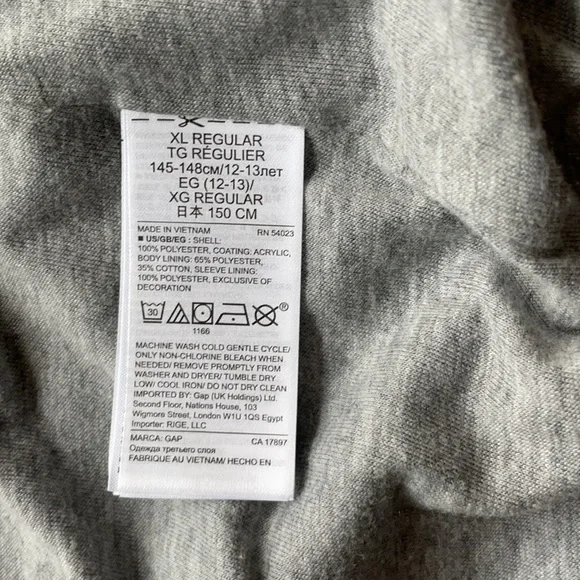 XL REGULAR
TG RÉGULIER
145-148см/12-13лет
EG (12-13)/
XG REGULAR
日本 150 CM
MADE IN VIETNAM RN 54023
■ US/GB/EG : SHELL:
100% POLYESTER, COATING: ACRYLIC,
BODY LINING: 65% POLYESTER,
35% COTTON, SLEEVE LINING:
100% POLYESTER, EXCLUSIVE OF
DECORATION
30 ®
1166
MACHINE WASH COLD GENTLE CYCLE/
ONLY NON-CHLORINE BLEACH WHEN
NEEDED/ REMOVE PROMPTLY FROM
WASHER AND DRYER/ TUMBLE DRY
LOW/ COOL IRON/ DO NOT DRY CLEAN
IMPORTED BY: Gap (UK Holdings) Ltd.
Second Floor, Nations House, 103
Wigmore Street, London W1U 1QS Egypt
Importer: RIGE, LLC
MARCA: GAP CA 17897
Одежда третьего слоя
FABRIQUE AU VIETNAM/ HECHO EN